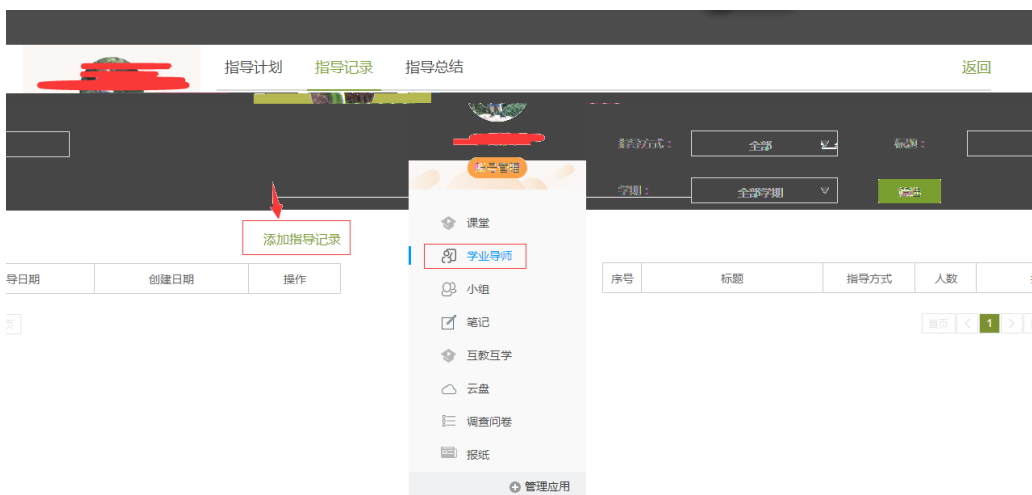 指导计划 指导记录 指导总结 返回
账号管理
指导方式： 全部 标题：
学期： 全部学期
添加指导记录
课堂
学业导师
小组
笔记
互教互学
云盘
调查问卷
报纸
管理应用
导日期 创建日期 操作
序号 标题 指导方式 人数
首页 < 1 >